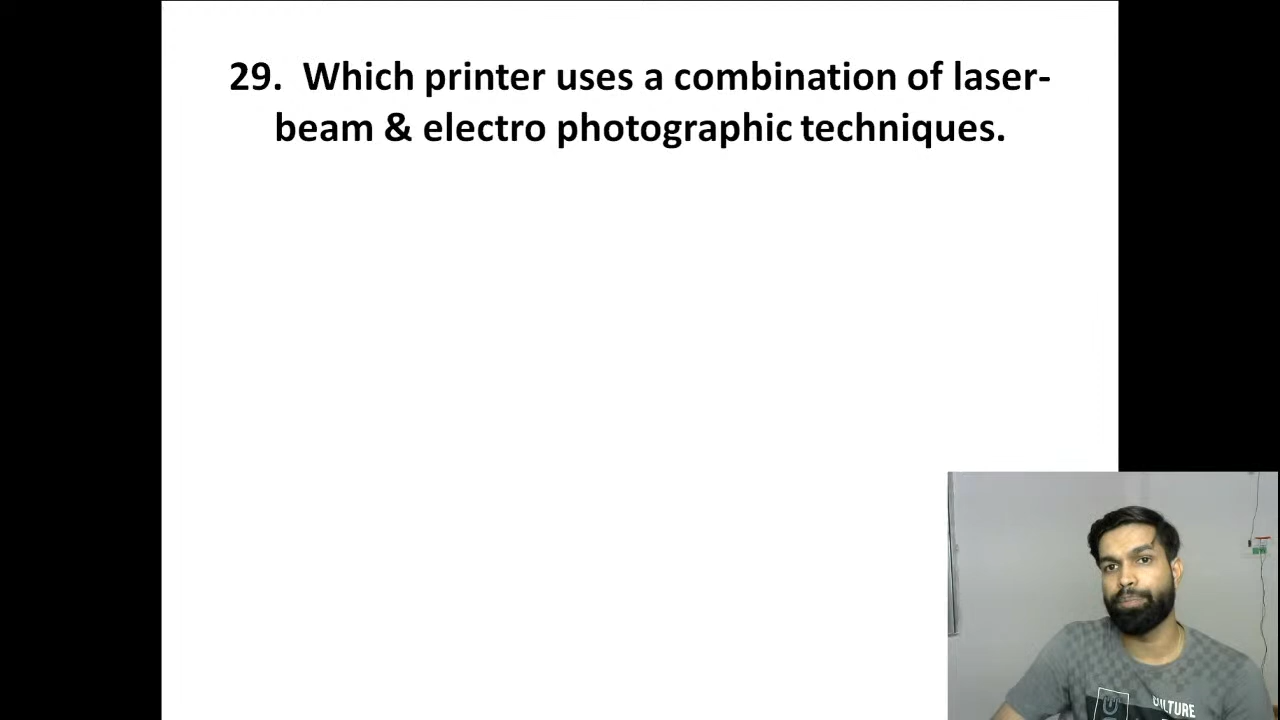 29. Which printer uses a combination of laser-
beam & electro photographic techniques.